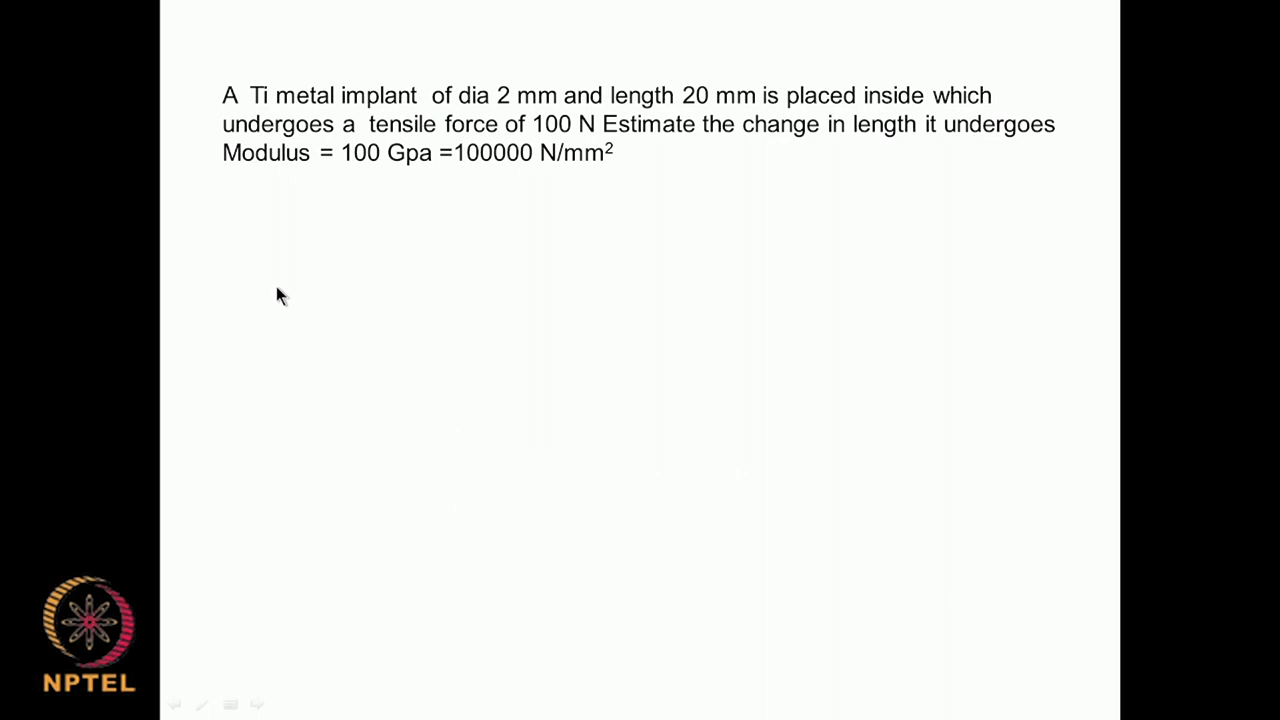 A Ti metal implant of dia 2 mm and length 20 mm is placed inside which
undergoes a tensile force of 100 N Estimate the change in length it undergoes
Modulus = 100 Gpa =100000 N/mm²
NPTEL